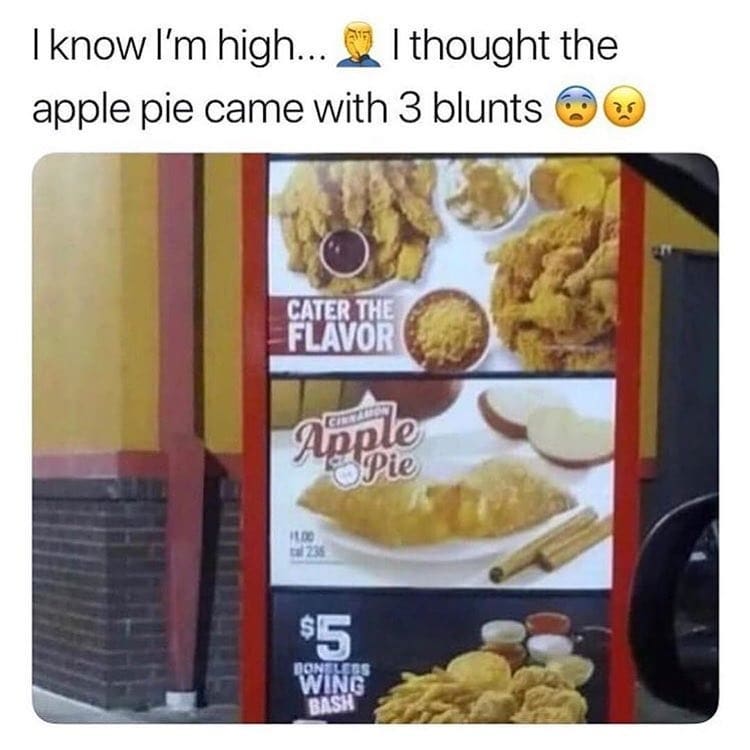 I know I'm high... 🤦‍♂️ I thought the
apple pie came with 3 blunts 😨😠
CATER THE
FLAVOR
CINNAMON
Apple
Pie
$1.00
cal 235
$5
BONELESS
WING
BASH